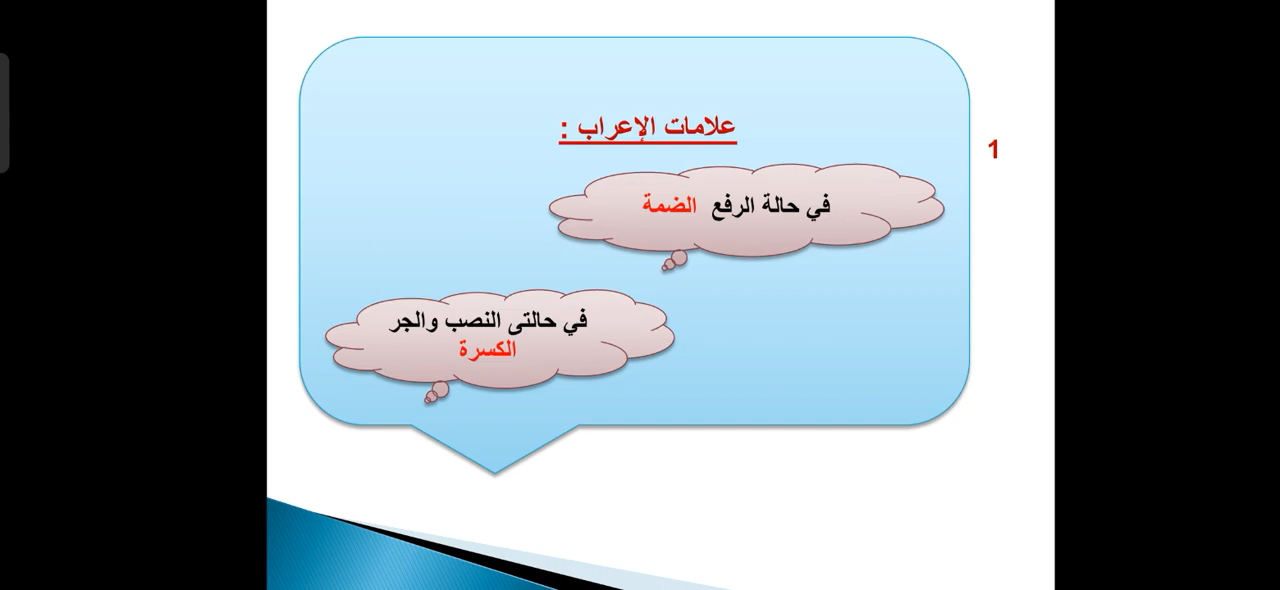 علامات الإعراب :
1
في حالة الرفع الضمة
في حالتى النصب والجر
الكسرة